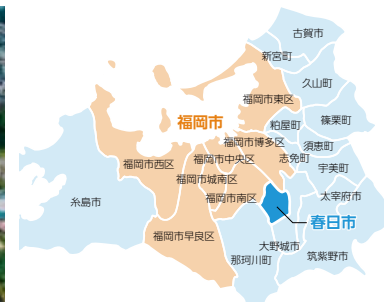 古賀市
新宮町
久山町
福岡市東区
篠栗町
粕屋町
福岡市
須恵町
福岡市博多区
志免町
福岡市中央区
宇美町
福岡市西区
福岡市城南区
太宰府市
糸島市
福岡市南区
春日市
福岡市早良区
大野城市
那珂川町
筑紫野市